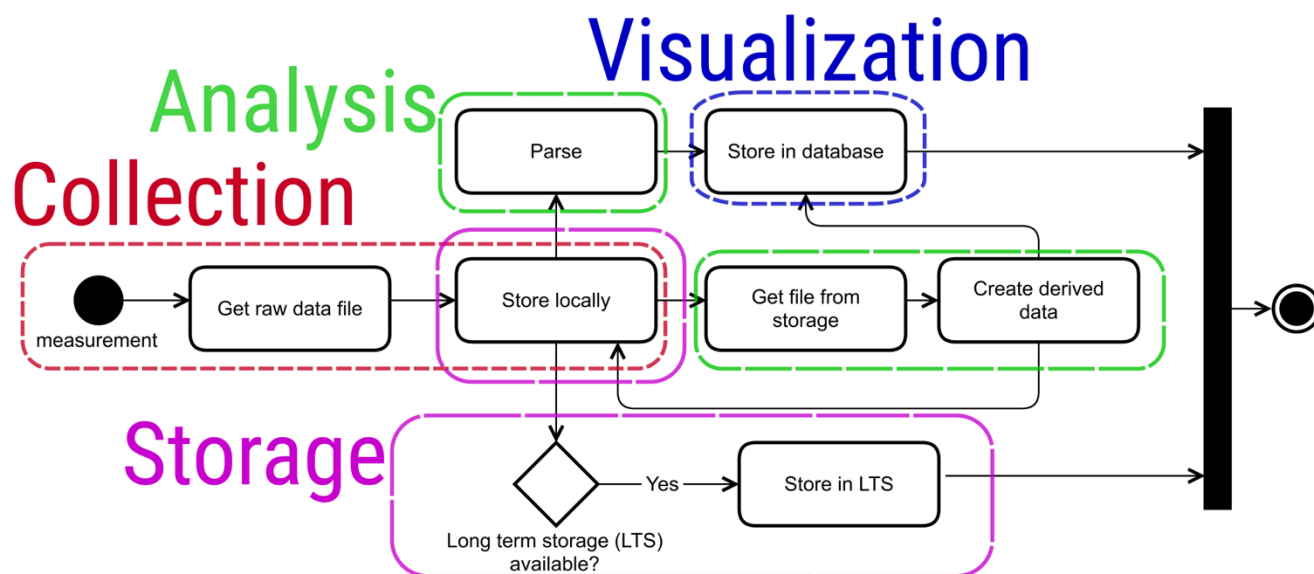 Visualization
Analysis
Parse
Store in database
Collection
measurement
Get raw data file
Store locally
Get file from
storage
Create derived
data
Storage
Long term storage (LTS)
available?
Yes
Store in LTS